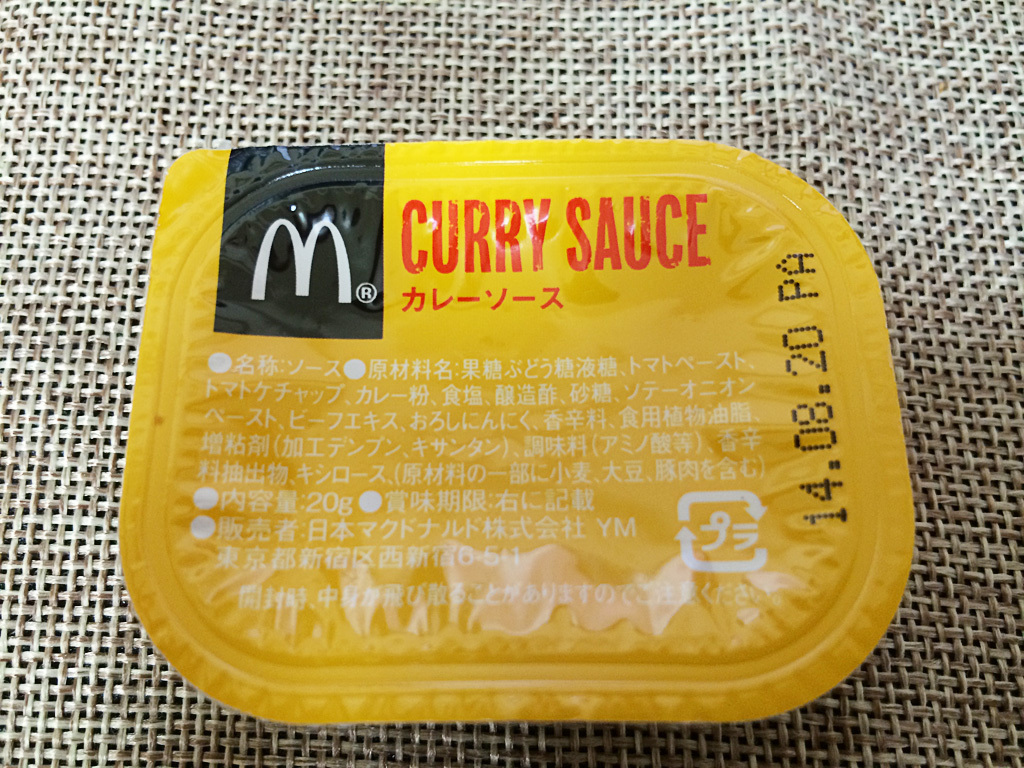 CURRY SAUCE
カレーソース
●名称:ソース●原材料名:果糖ぶどう糖液糖、トマトペースト、
トマトケチャップ、カレー粉、食塩、醸造酢、砂糖、ソテーオニオン
ペースト、ビーフエキス、おろしにんにく、香辛料、食用植物油脂、
増粘剤(加工デンプン、キサンタン)、調味料(アミノ酸等)、香辛
料抽出物、キシロース、(原材料の一部に小麦、大豆、豚肉を含む)
●内容量:20g●賞味期限:右に記載
●販売者:日本マクドナルド株式会社 YM
東京都新宿区西新宿6-5-1
開封時、中身が飛び散ることがありますのでご注意ください。
プラ
14.08.20 PA
M®